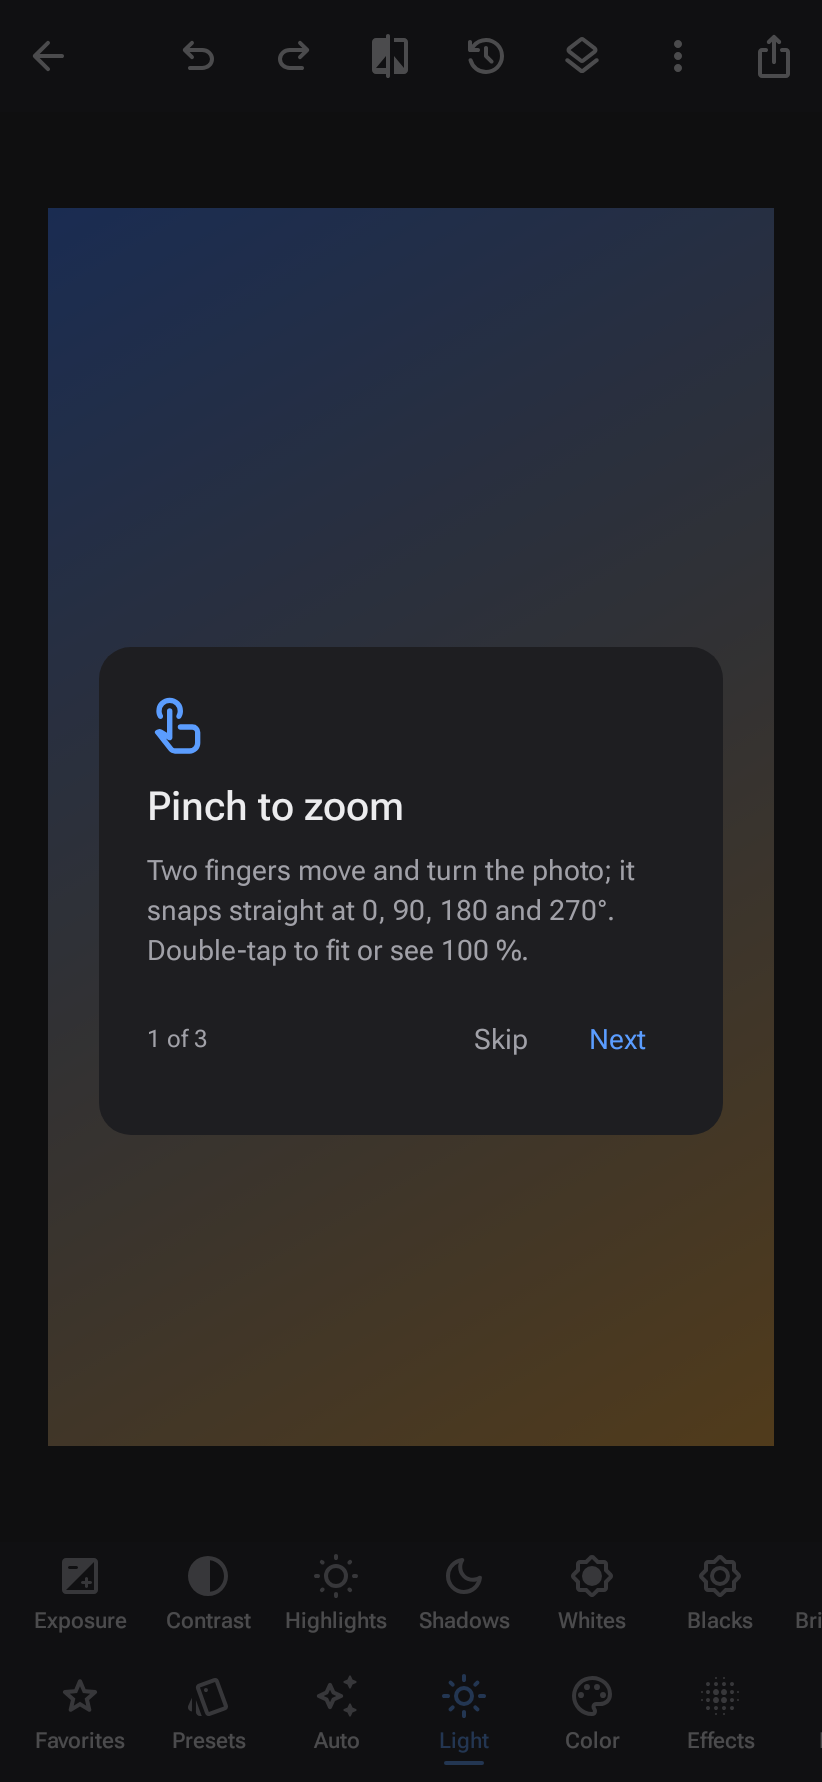 Pinch to zoom
Two fingers move and turn the photo; it
snaps straight at 0, 90, 180 and 270°.
Double-tap to fit or see 100 %.
1 of 3
Skip
Next
Exposure
Contrast
Highlights
Shadows
Whites
Blacks
Bri
Favorites
Presets
Auto
Light
Color
Effects